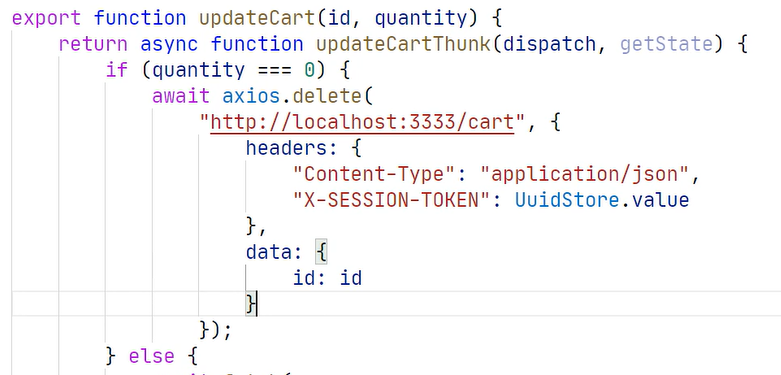 export function updateCart(id, quantity) {
    return async function updateCartThunk(dispatch, getState) {
        if (quantity === 0) {
            await axios.delete(
                "http://localhost:3333/cart", {
                    headers: {
                        "Content-Type": "application/json",
                        "X-SESSION-TOKEN": UuidStore.value
                    },
                    data: {
                        id: id
                    }
                });
        } else {